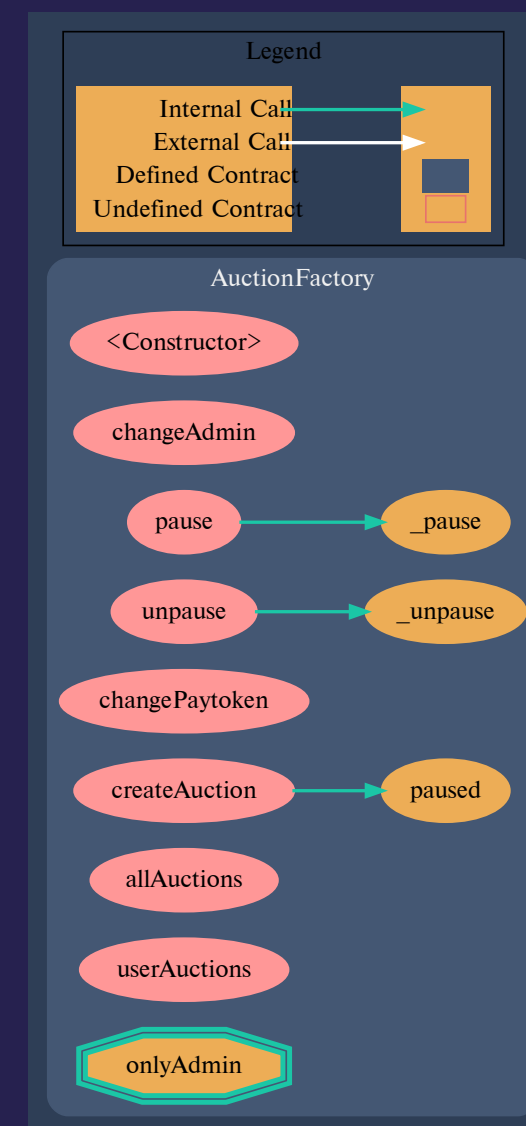 Legend
Internal Call
External Call
Defined Contract
Undefined Contract
AuctionFactory
<Constructor>
changeAdmin
pause _pause
unpause _unpause
changePaytoken
createAuction paused
allAuctions
userAuctions
onlyAdmin